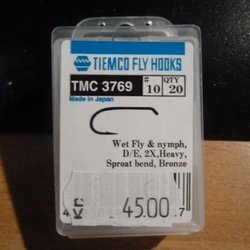 TIEMCO FLY HOOKS
TMC 3769
# 10
QTY 20
Made in Japan
Wet Fly & nymph,
D/E, 2X,Heavy,
Sproat bend, Bronze
45.00